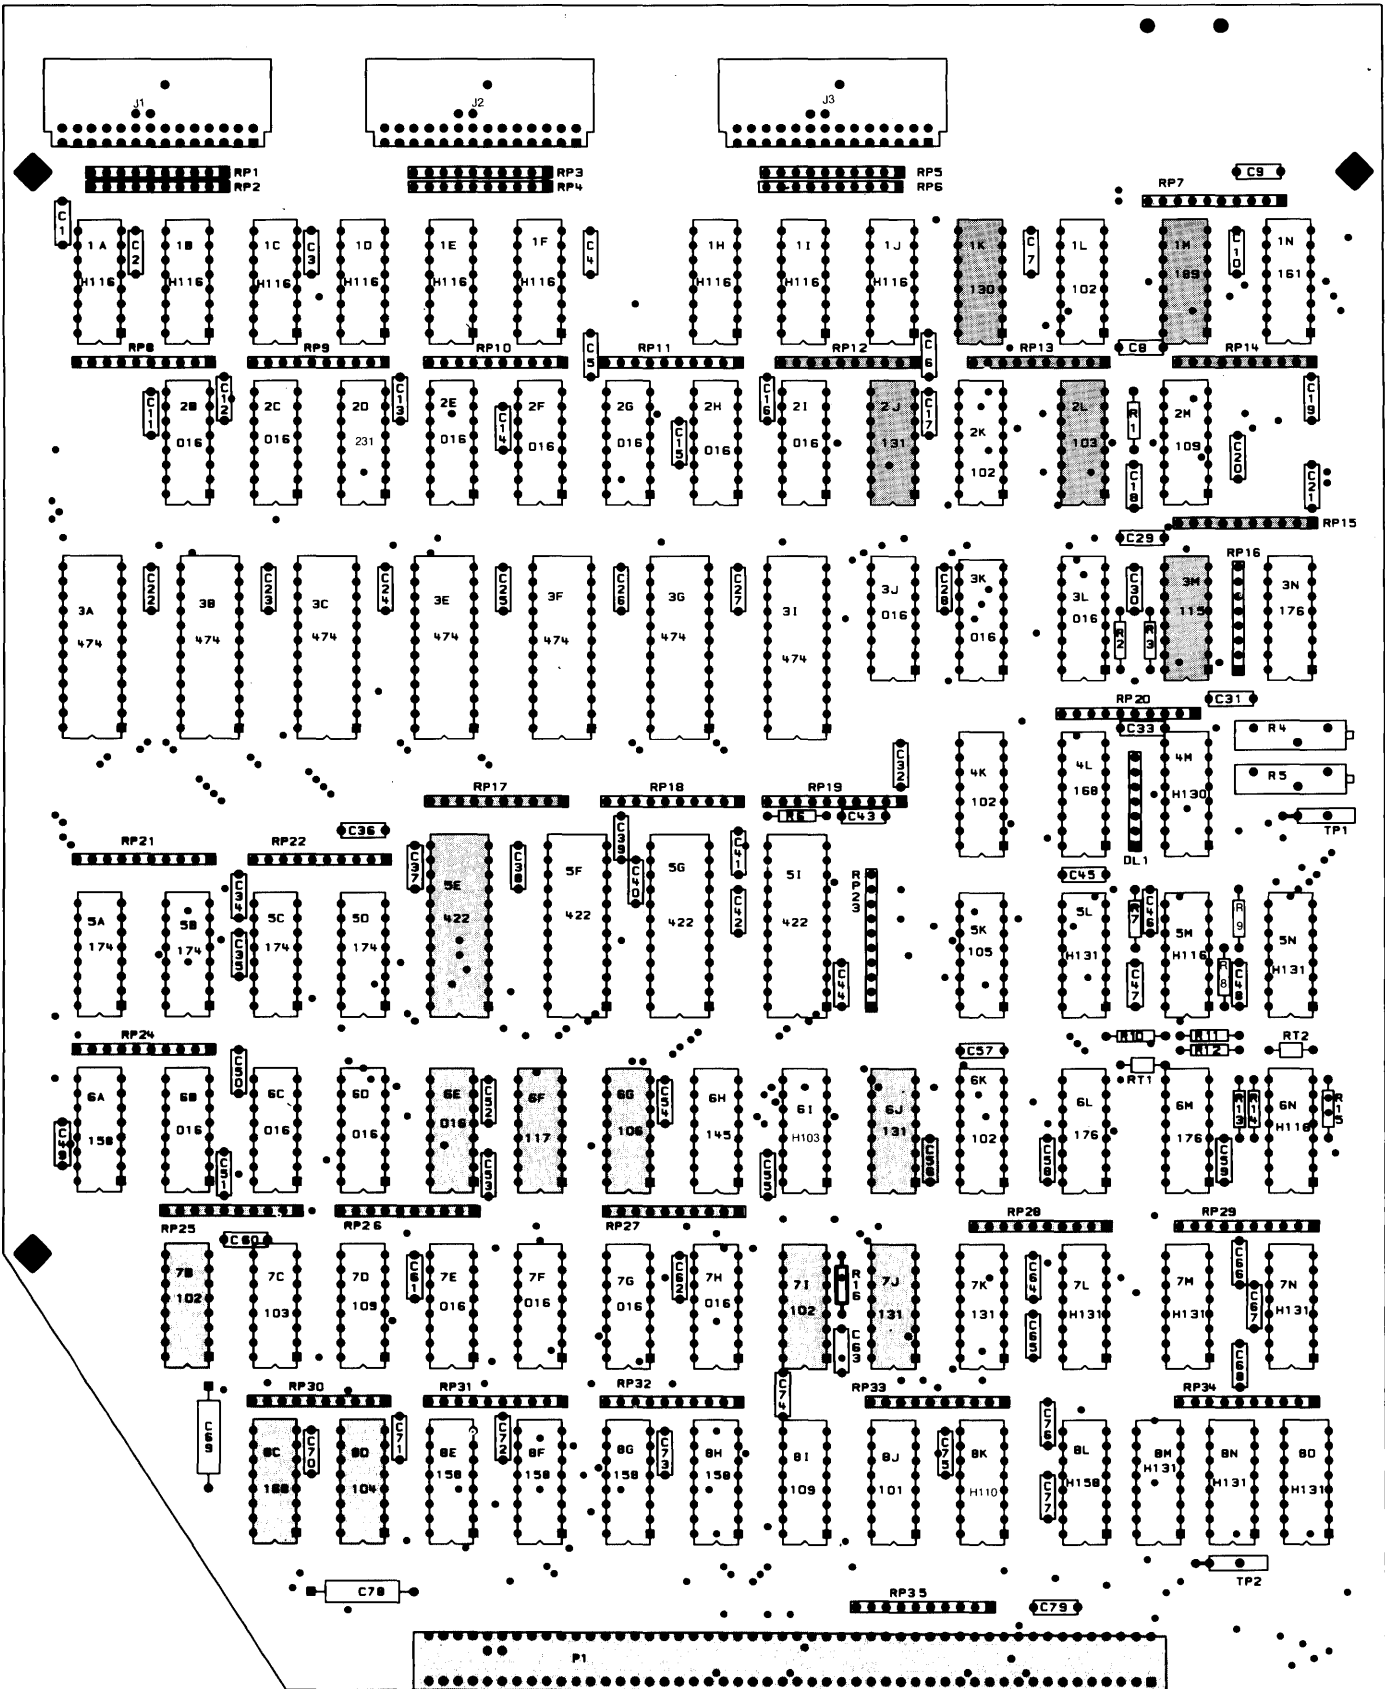 J1 J2 J3
RP1 RP3 RP5 C9
RP2 RP4 RP6 RP7
C1 1A C2 1B 1C C3 1D 1E 1F C4 1H 1I 1J 1K C7 1L 1M C10 1N
H116 H116 H116 H116 H116 H116 H116 H116 H116 130 102 189 161
RP8 RP9 RP10 C5 RP11 RP12 C6 RP13 C8 RP14
C11 2B C12 2C 2D C13 2E C14 2F 2G C15 2H C16 2I 2J C17 2K 2L R1 2M C19
016 016 231 016 016 016 016 016 131 102 103 C18 109 C20 C21
RP15
C29
RP16
3A C22 3B C23 3C C24 3E C25 3F C26 3G C27 3I 3J C28 3K 3L C30 3M 3N
474 474 474 474 474 474 474 016 016 016 R2 R3 115 176
RP20 C31
C33 R4
C32 4K 4L 4M R5
102 168 H130
RP17 RP18 RP19
R6 C43 TP1
RP21 RP22 C36 DL1
C37 5E C38 5F C39 C40 5G C41 5I RP23 C45
422 422 422 C42 422
5A 5B C34 5C 5D C44 5K 5L R7 C46 5M R9 5N
174 174 C35 174 174 105 H131 C47 H116 R8 C48 H131
RP24 R10 R11 RT2
C50 C57 R12
RT1
6A 6B 6C 6D 6E C52 6F 6G C54 6H 6I 6J 6K 6L 6M R13 R14 6N R15
C49 158 016 C51 016 016 016 C53 117 106 145 C55 H103 131 C56 102 C58 176 176 C59 H116
RP25 RP26 RP27 RP28 RP29
C60
7B 7C 7D C61 7E 7F 7G C62 7H 7I R16 7J 7K C64 7L 7M C66 7N
102 103 109 016 016 016 016 102 C63 131 131 C65 H131 H131 C67 H131
C68
RP30 RP31 RP32 C74 RP33 RP34
C69 8C C70 8D C71 8E C72 8F 8G C73 8H 8I 8J C75 8K C76 8L 8M 8N 8O
168 104 158 158 158 158 109 101 H110 C77 H158 H131 H131 H131
C78 TP2
RP35 C79
P1